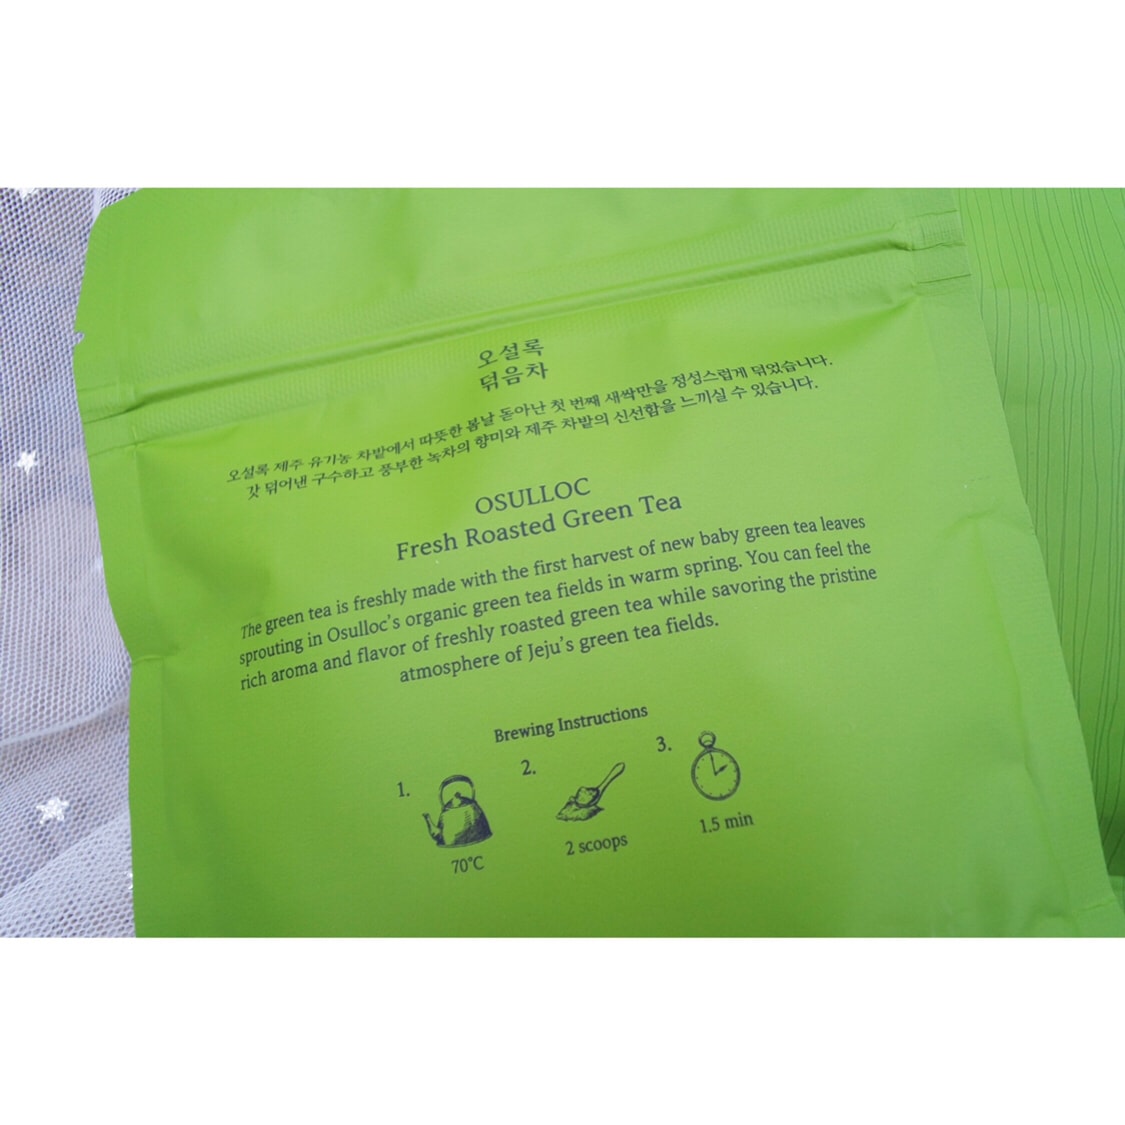 오설록
덖음차
오설록 제주 유기농 차밭에서 따뜻한 봄날 돋아난 첫 번째 새싹만을 정성스럽게 덖었습니다.
갓 덖어낸 구수하고 풍부한 녹차의 향미와 제주 차밭의 신선함을 느끼실 수 있습니다.
OSULLOC
Fresh Roasted Green Tea
The green tea is freshly made with the first harvest of new baby green tea leaves
sprouting in Osulloc's organic green tea fields in warm spring. You can feel the
rich aroma and flavor of freshly roasted green tea while savoring the pristine
atmosphere of Jeju's green tea fields.
Brewing Instructions
1.
70°C
2.
2 scoops
3.
1.5 min